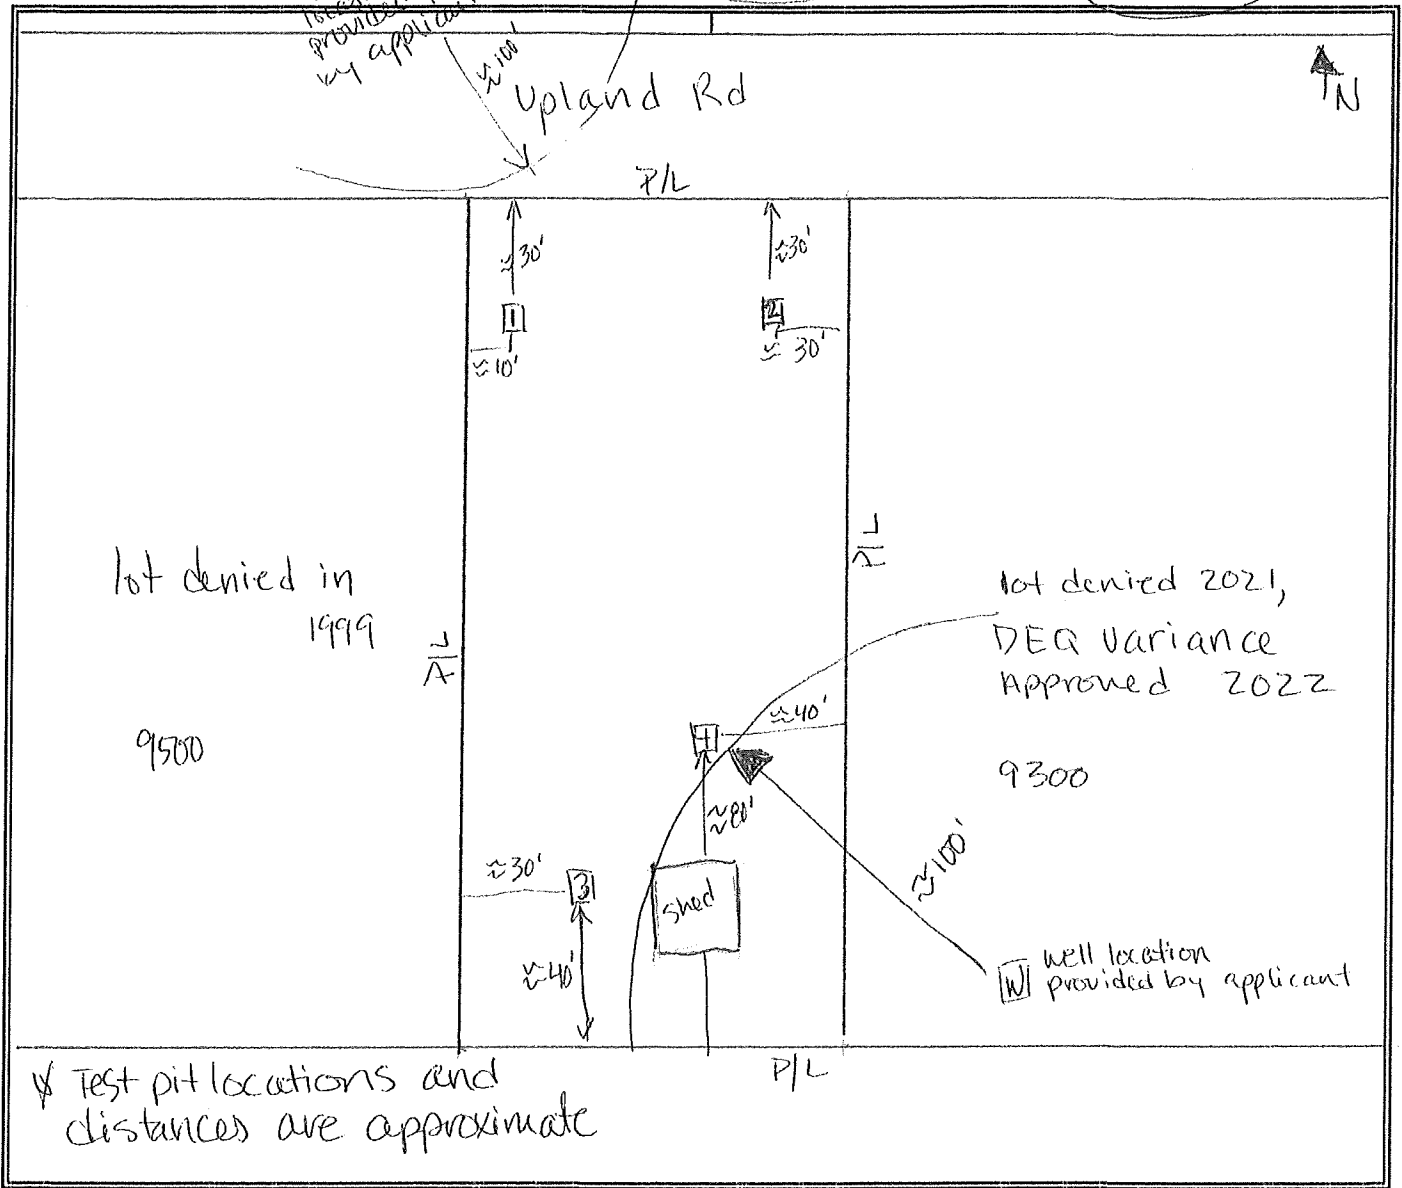 provided
by applicant
≈100'
Upland Rd
N
P/L
≈30'
≈30'
1
2
≈10'
≈ 30'
P/L
lot denied in
1999
lot denied 2021,
DEQ Variance
Approved 2022
P/L
≈40'
9500
4
9300
≈80'
≈30'
3
shed
≈100'
≈40'
W well location
provided by applicant
P/L
* Test pit locations and
distances are approximate